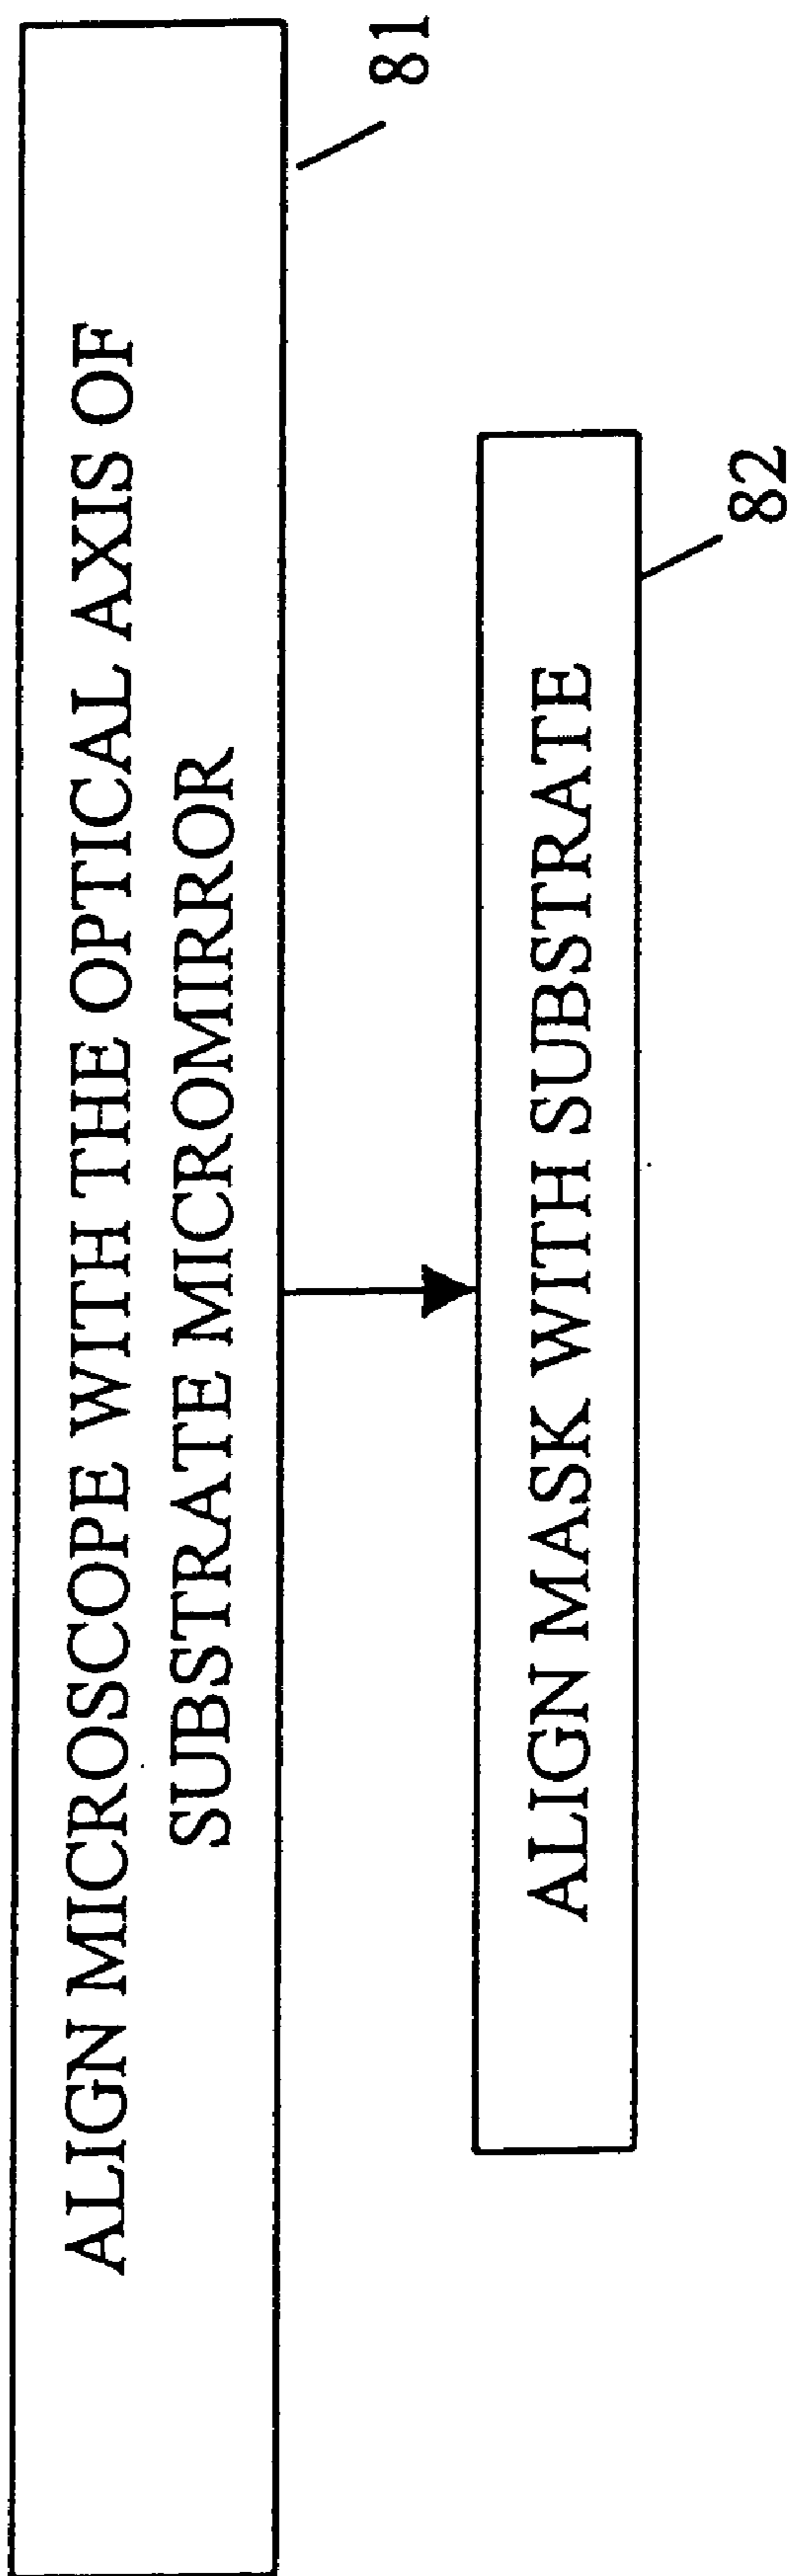 ALIGN MICROSCOPE WITH THE OPTICAL AXIS OF
SUBSTRATE MICROMIRROR
81
ALIGN MASK WITH SUBSTRATE
82